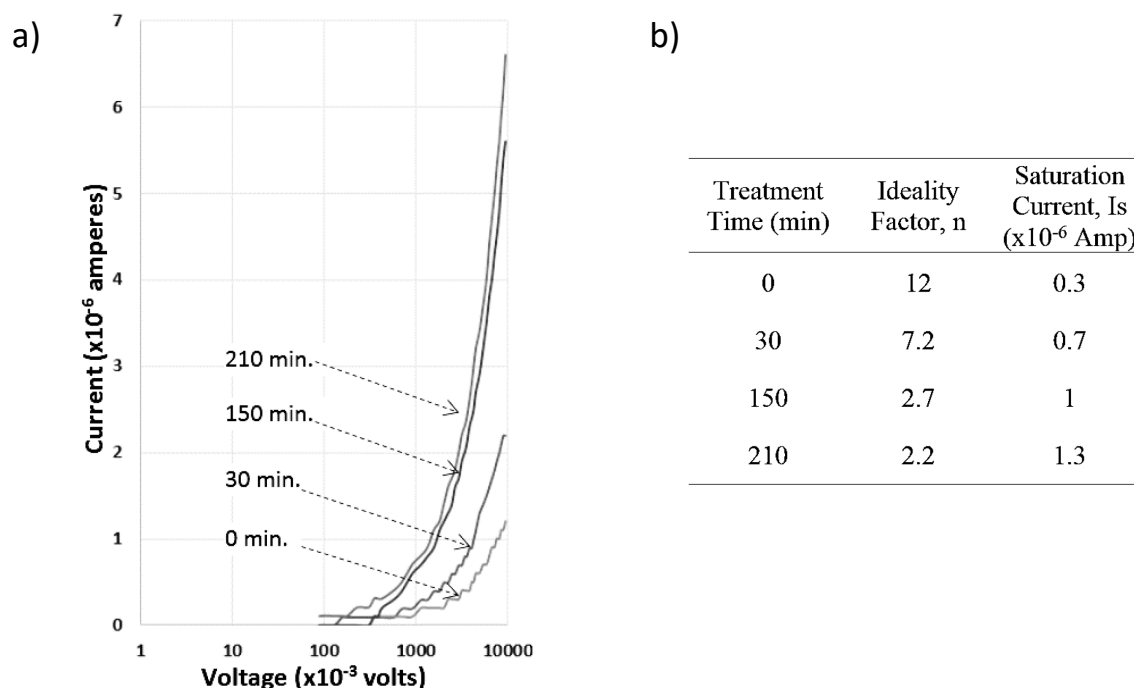 a)
7
6
5
4
3
2
1
0
Current (x10⁻⁶ amperes)
210 min.
150 min.
30 min.
0 min.
1 10 100 1000 10000
Voltage (x10⁻³ volts)
b)
Treatment Time (min) Ideality Factor, n Saturation Current, Is (x10⁻⁶ Amp)
0 12 0.3
30 7.2 0.7
150 2.7 1
210 2.2 1.3